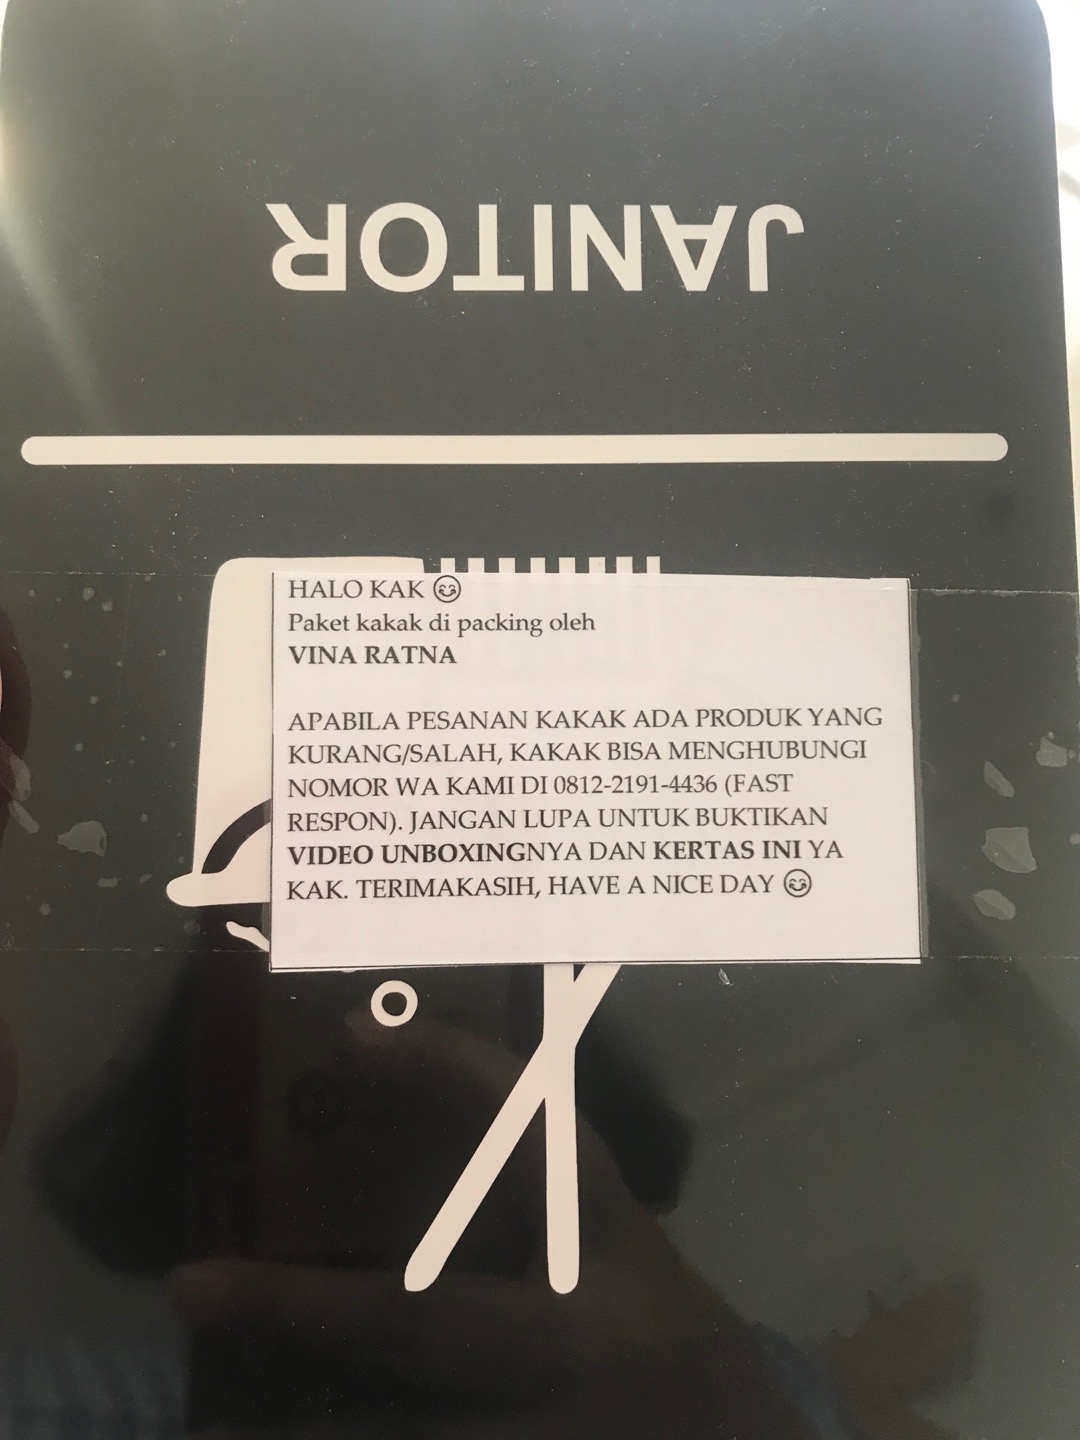 JANITOR
HALO KAK 😊
Paket kakak di packing oleh
VINA RATNA
APABILA PESANAN KAKAK ADA PRODUK YANG
KURANG/SALAH, KAKAK BISA MENGHUBUNGI
NOMOR WA KAMI DI 0812-2191-4436 (FAST
RESPON). JANGAN LUPA UNTUK BUKTIKAN
VIDEO UNBOXINGNYA DAN KERTAS INI YA
KAK. TERIMAKASIH, HAVE A NICE DAY 😊